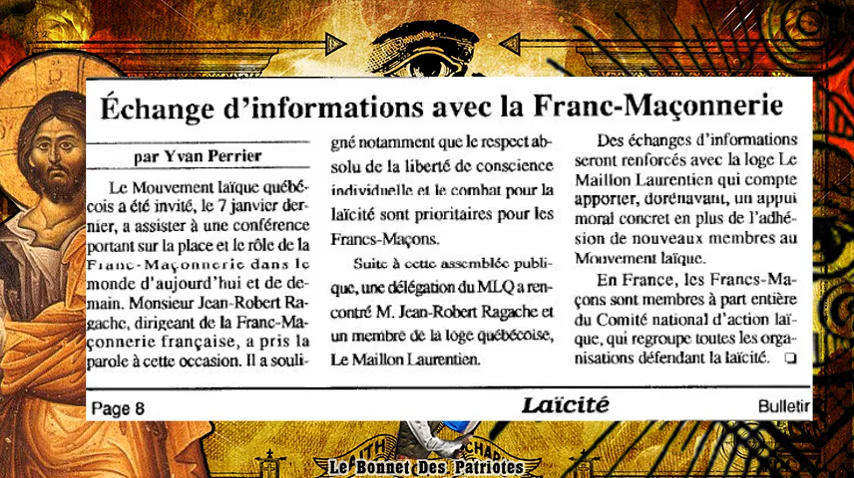 Échange d'informations avec la Franc-Maçonnerie
par Yvan Perrier
Le Mouvement laïque québé-
cois a été invité, le 7 janvier der-
nier, a assister à une conférence
portant sur la place et le rôle de la
Franc-Maçonnerie dans le
monde d'aujourd'hui et de de-
main. Monsieur Jean-Robert Ra-
gache, dirigeant de la Franc-Ma-
çonnerie française, a pris la
parole à cette occasion. Il a souli-
gné notamment que le respect ab-
solu de la liberté de conscience
individuelle et le combat pour la
laïcité sont prioritaires pour les
Francs-Maçons.
Suite à cette assemblée publi-
que, une délégation du MLQ a ren-
contré M. Jean-Robert Ragache et
un membre de la loge québécoise,
Le Maillon Laurentien.
Des échanges d'informations
seront renforcés avec la loge Le
Maillon Laurentien qui compte
apporter, dorénavant, un appui
moral concret en plus de l'adhé-
sion de nouveaux membres au
Mouvement laïque.
En France, les Francs-Ma-
çons sont membres à part entière
du Comité national d'action laï-
que, qui regroupe toutes les orga-
nisations défendant la laïcité.
Page 8
Laïcité
Bulletin
Le Bonnet Des Patriotes